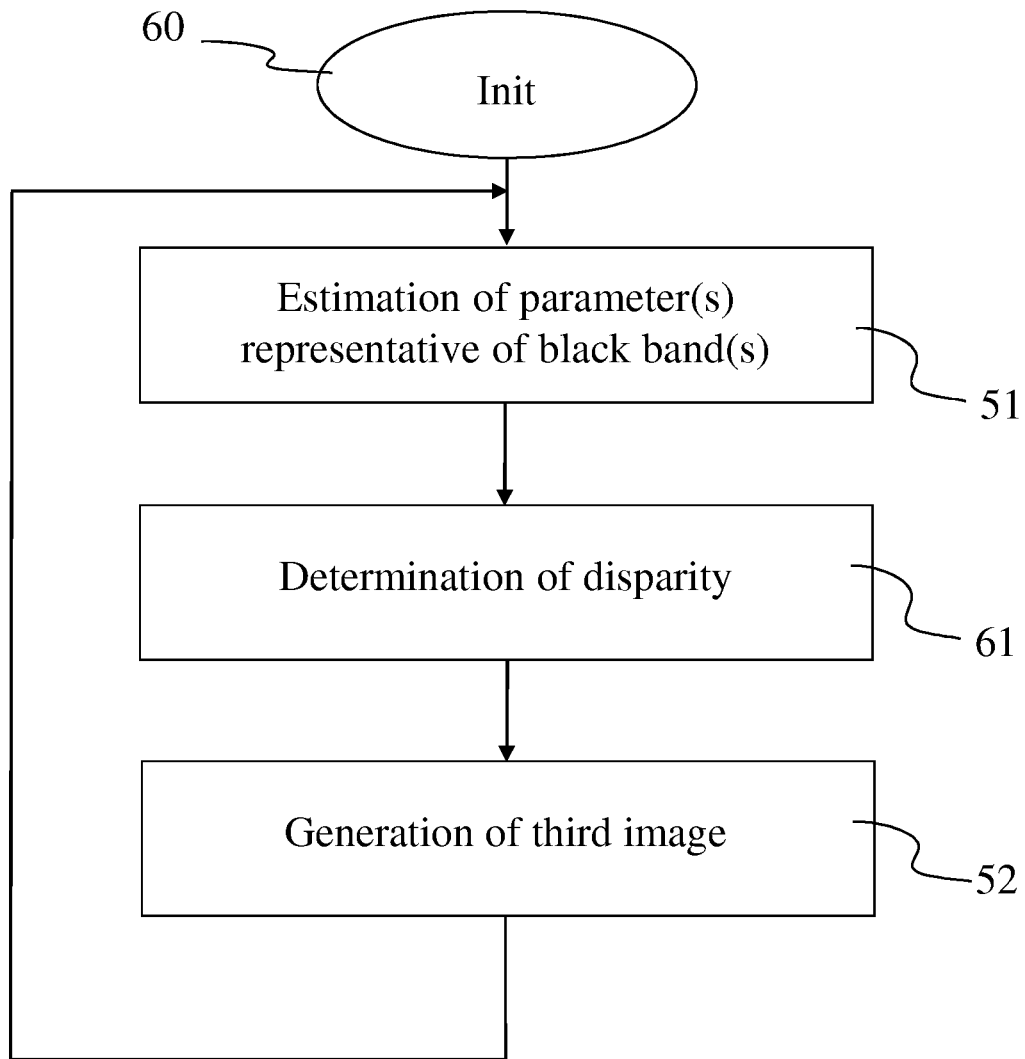 60
Init
Estimation of parameter(s)
representative of black band(s)
51
Determination of disparity
61
Generation of third image
52